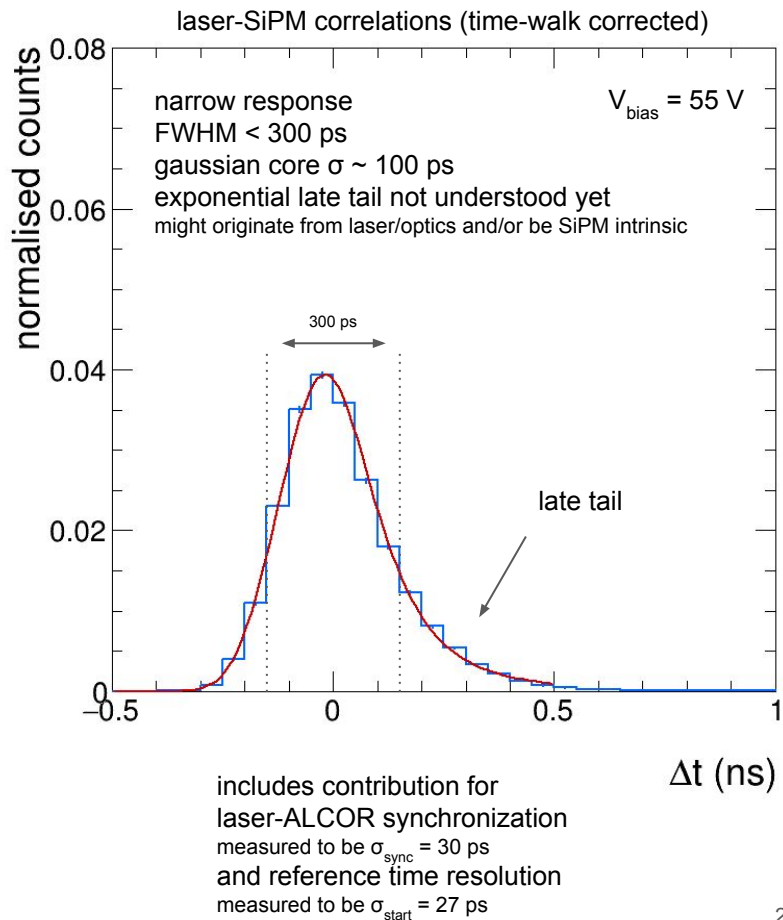 laser-SiPM correlations (time-walk corrected)
normalised counts
0.08
0.06
0.04
0.02
0
narrow response
V_bias = 55 V
FWHM < 300 ps
gaussian core σ ~ 100 ps
exponential late tail not understood yet
might originate from laser/optics and/or be SiPM intrinsic
300 ps
late tail
−0.5
0
0.5
1
Δt (ns)
includes contribution for
laser-ALCOR synchronization
measured to be σ_sync = 30 ps
and reference time resolution
measured to be σ_start = 27 ps